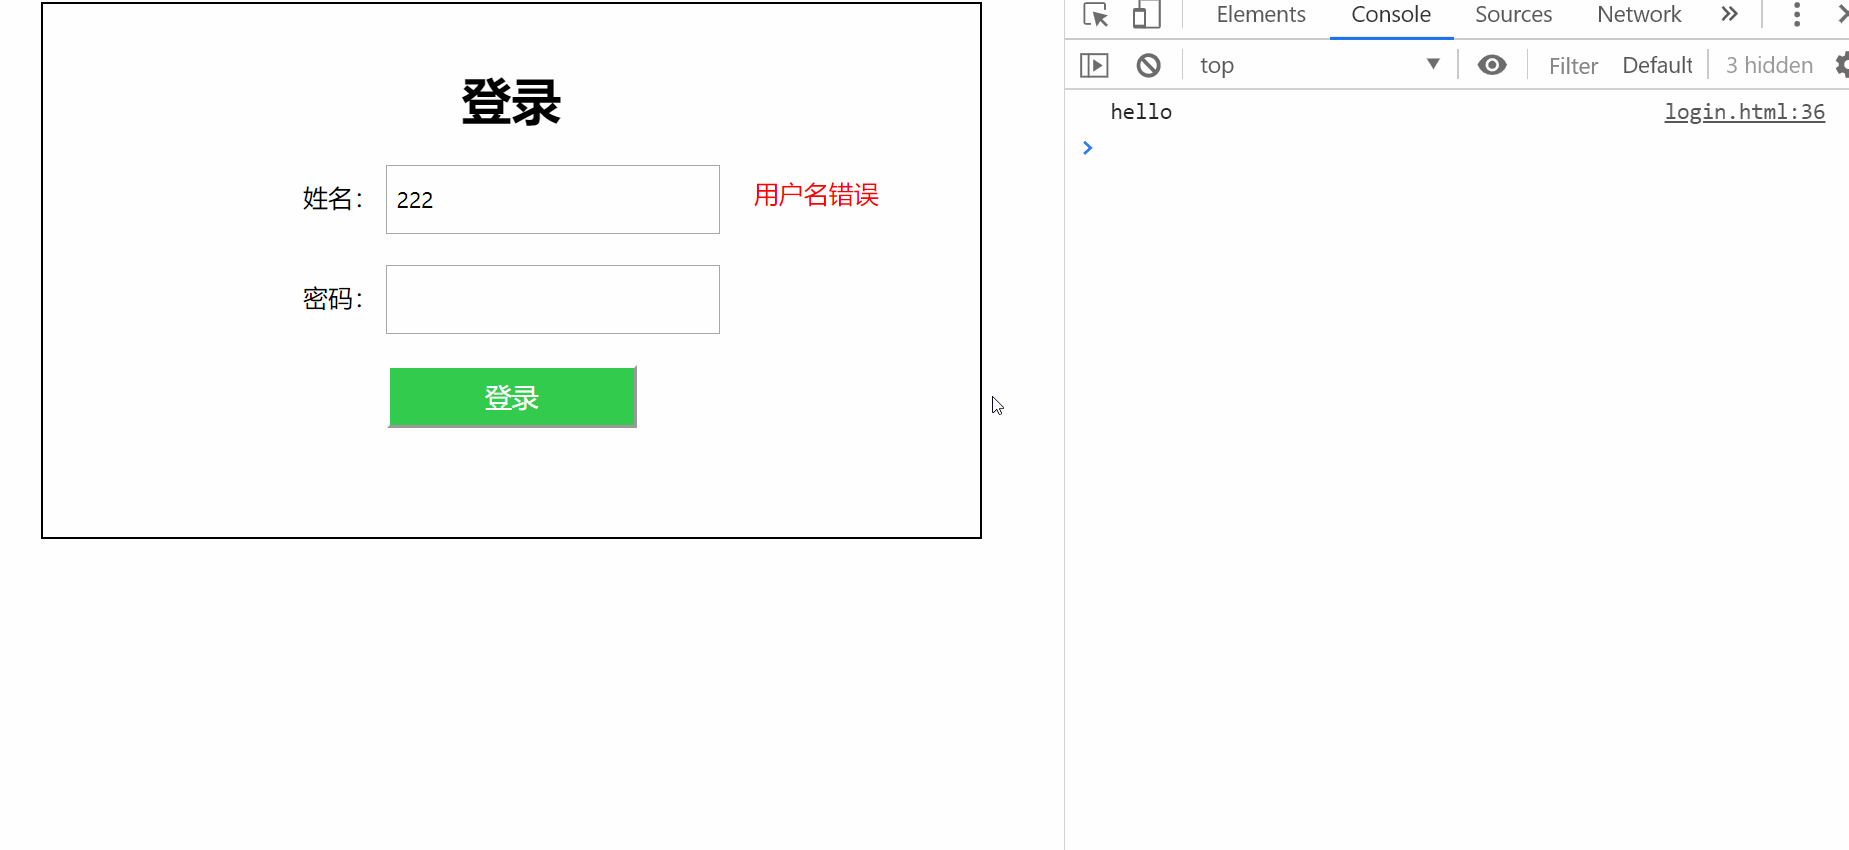 登录
姓名： 222 用户名错误
密码：
登录
Elements Console Sources Network
top Filter Default 3 hidden
hello login.html:36